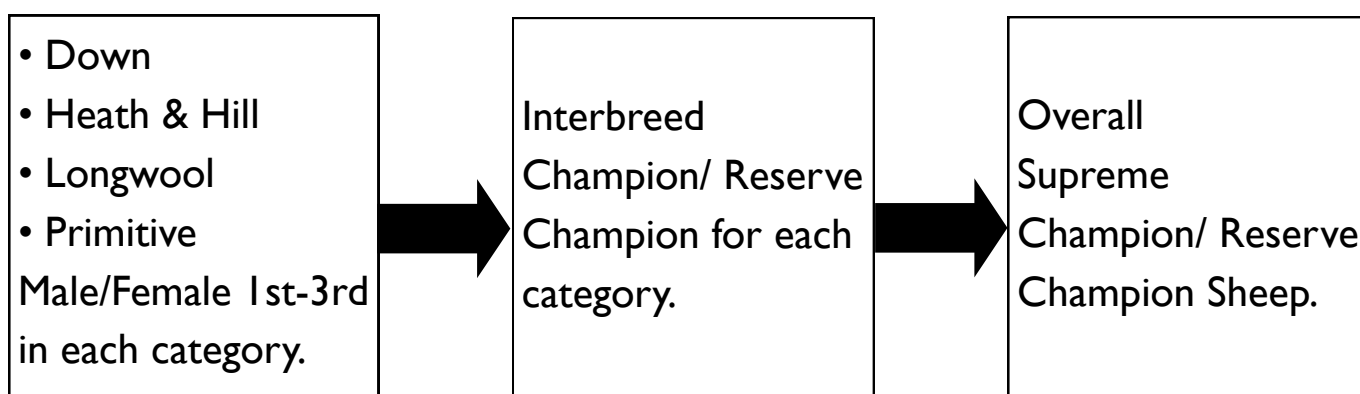 • Down
• Heath & Hill
• Longwool
• Primitive
Male/Female 1st-3rd
in each category.
Interbreed
Champion/ Reserve
Champion for each
category.
Overall
Supreme
Champion/ Reserve
Champion Sheep.